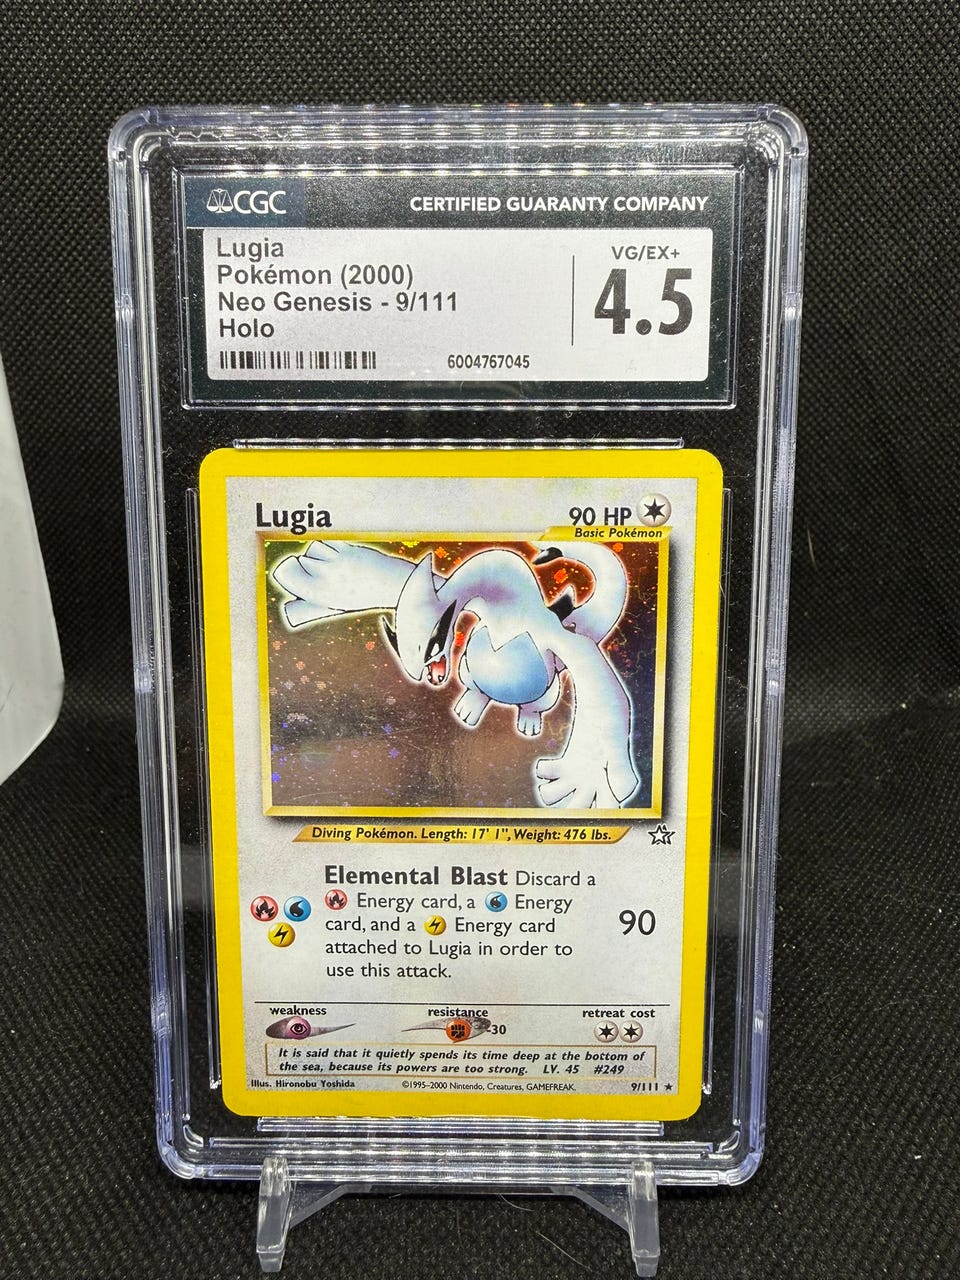 CGC CERTIFIED GUARANTY COMPANY
Lugia
Pokémon (2000)
Neo Genesis - 9/111
Holo
VG/EX+
4.5
6004767045
Lugia 90 HP
Basic Pokémon
Diving Pokémon. Length: 17' 1", Weight: 476 lbs.
Elemental Blast Discard a
Energy card, a Energy
card, and a Energy card
attached to Lugia in order to
use this attack.
90
weakness resistance retreat cost
-30
It is said that it quietly spends its time deep at the bottom of
the sea, because its powers are too strong. LV. 45 #249
Illus. Hironobu Yoshida ©1995-2000 Nintendo, Creatures, GAMEFREAK. 9/111 ★